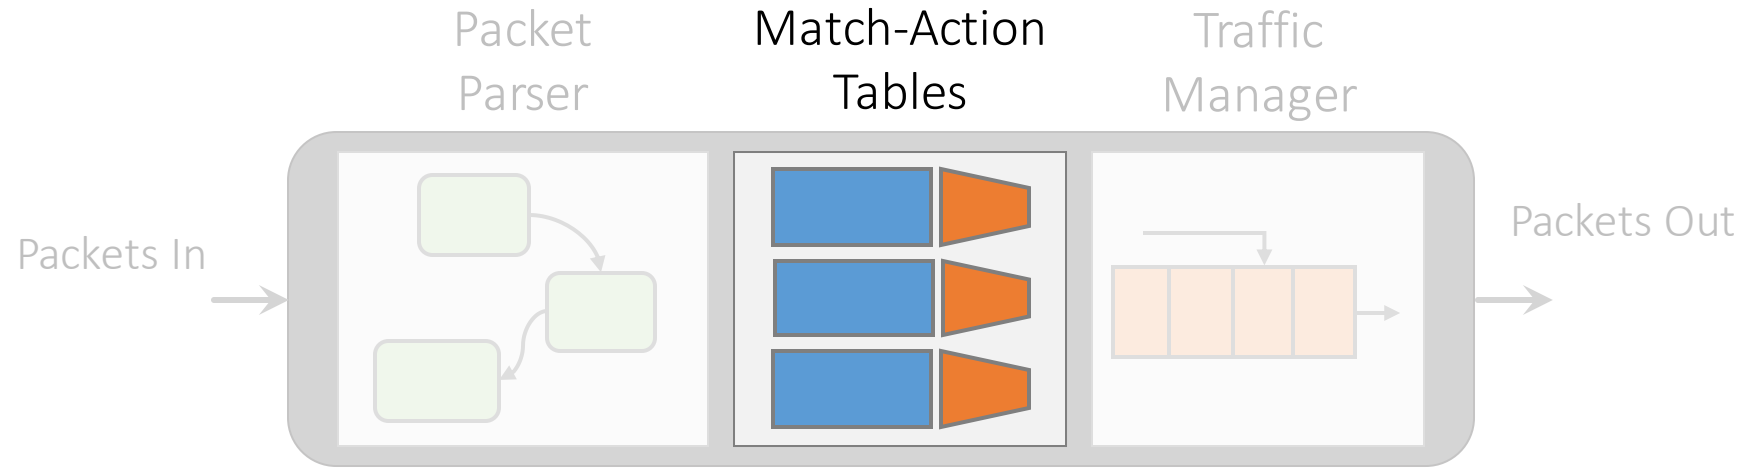 Packet
Parser
Match-Action
Tables
Traffic
Manager
Packets In
Packets Out